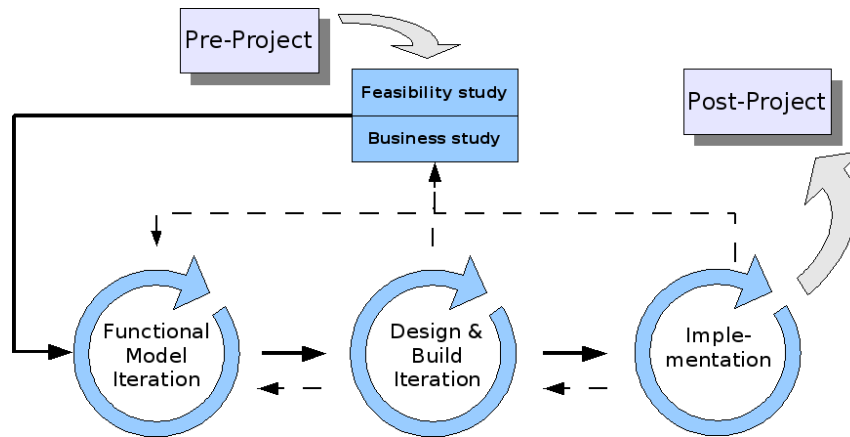 Pre-Project
Feasibility study
Business study
Post-Project
Functional
Model
Iteration
Design &
Build
Iteration
Imple-
mentation